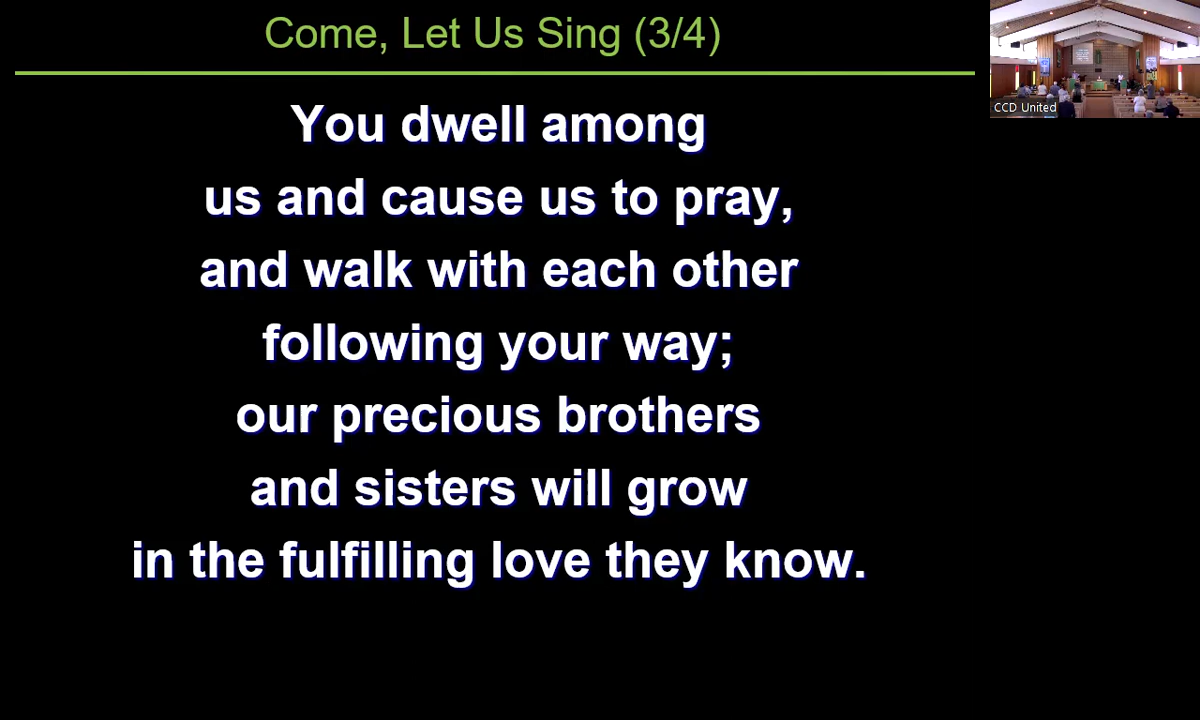 Come, Let Us Sing (3/4)
You dwell among
us and cause us to pray,
and walk with each other
following your way;
our precious brothers
and sisters will grow
in the fulfilling love they know.
CCD United